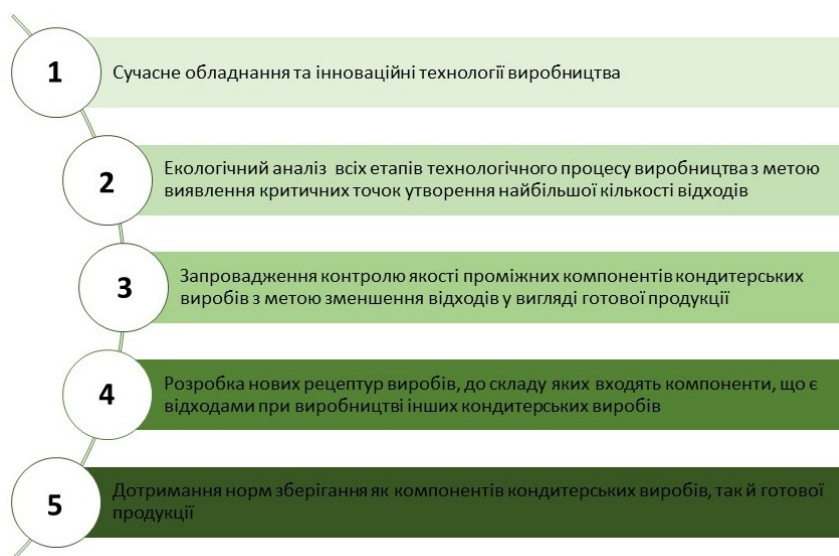 1
Сучасне обладнання та інноваційні технології виробництва
2
Екологічний аналіз всіх етапів технологічного процесу виробництва з метою
виявлення критичних точок утворення найбільшої кількості відходів
3
Запровадження контролю якості проміжних компонентів кондитерських
виробів з метою зменшення відходів у вигляді готової продукції
4
Розробка нових рецептур виробів, до складу яких входять компоненти, що є
відходами при виробництві інших кондитерських виробів
5
Дотримання норм зберігання як компонентів кондитерських виробів, так й готової
продукції